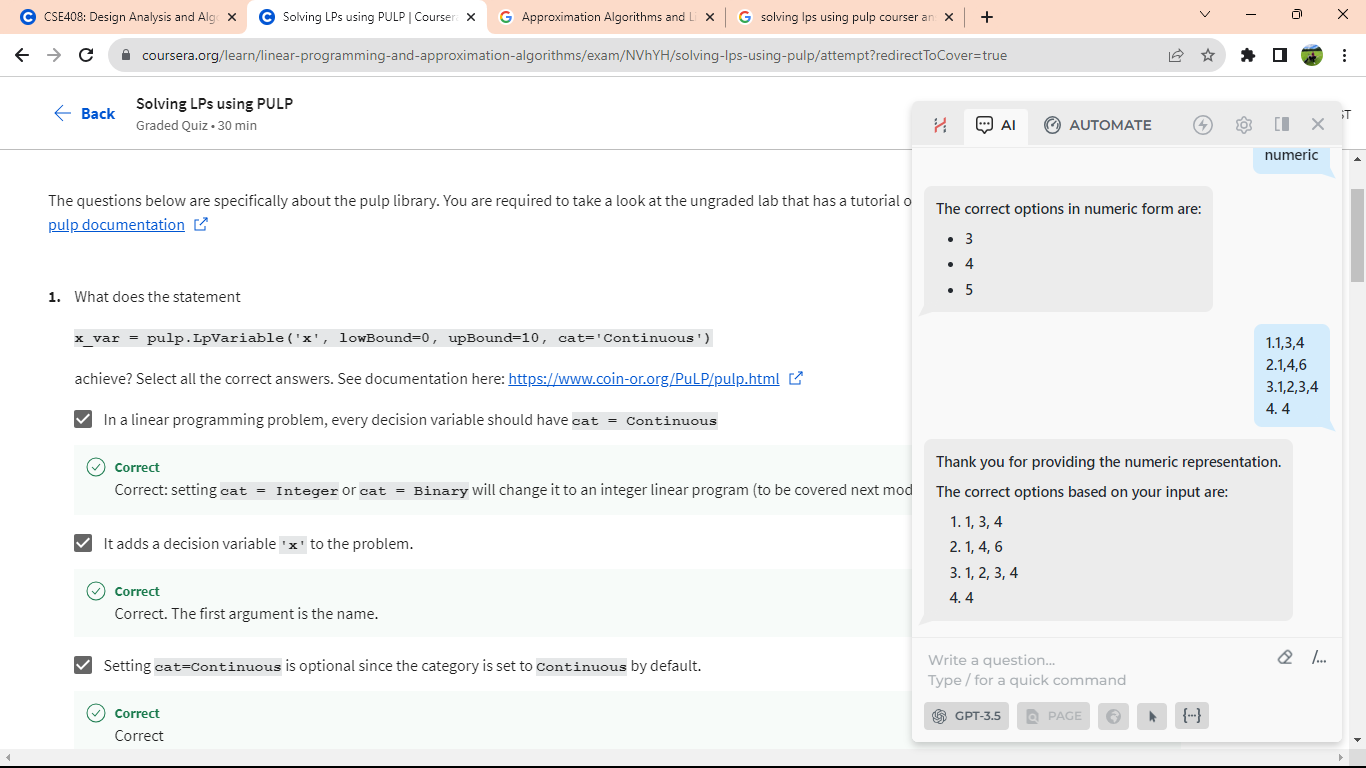 CSE408: Design Analysis and Alg
Solving LPs using PULP | Courser
Approximation Algorithms and Li
solving lps using pulp courser an
coursera.org/learn/linear-programming-and-approximation-algorithms/exam/NVhYH/solving-lps-using-pulp/attempt?redirectToCover=true
Back
Solving LPs using PULP
Graded Quiz • 30 min
The questions below are specifically about the pulp library. You are required to take a look at the ungraded lab that has a tutorial o
pulp documentation
1. What does the statement
x_var = pulp.LpVariable('x', lowBound=0, upBound=10, cat='Continuous')
achieve? Select all the correct answers. See documentation here: https://www.coin-or.org/PuLP/pulp.html
In a linear programming problem, every decision variable should have cat = Continuous
Correct
Correct: setting cat = Integer or cat = Binary will change it to an integer linear program (to be covered next mod
It adds a decision variable 'x' to the problem.
Correct
Correct. The first argument is the name.
Setting cat=Continuous is optional since the category is set to Continuous by default.
Correct
Correct
ST
AI
AUTOMATE
numeric
The correct options in numeric form are:
• 3
• 4
• 5
1.1,3,4
2.1,4,6
3.1,2,3,4
4. 4
Thank you for providing the numeric representation.
The correct options based on your input are:
1. 1, 3, 4
2. 1, 4, 6
3. 1, 2, 3, 4
4. 4
Write a question...
Type / for a quick command
/...
GPT-3.5
PAGE
{···}